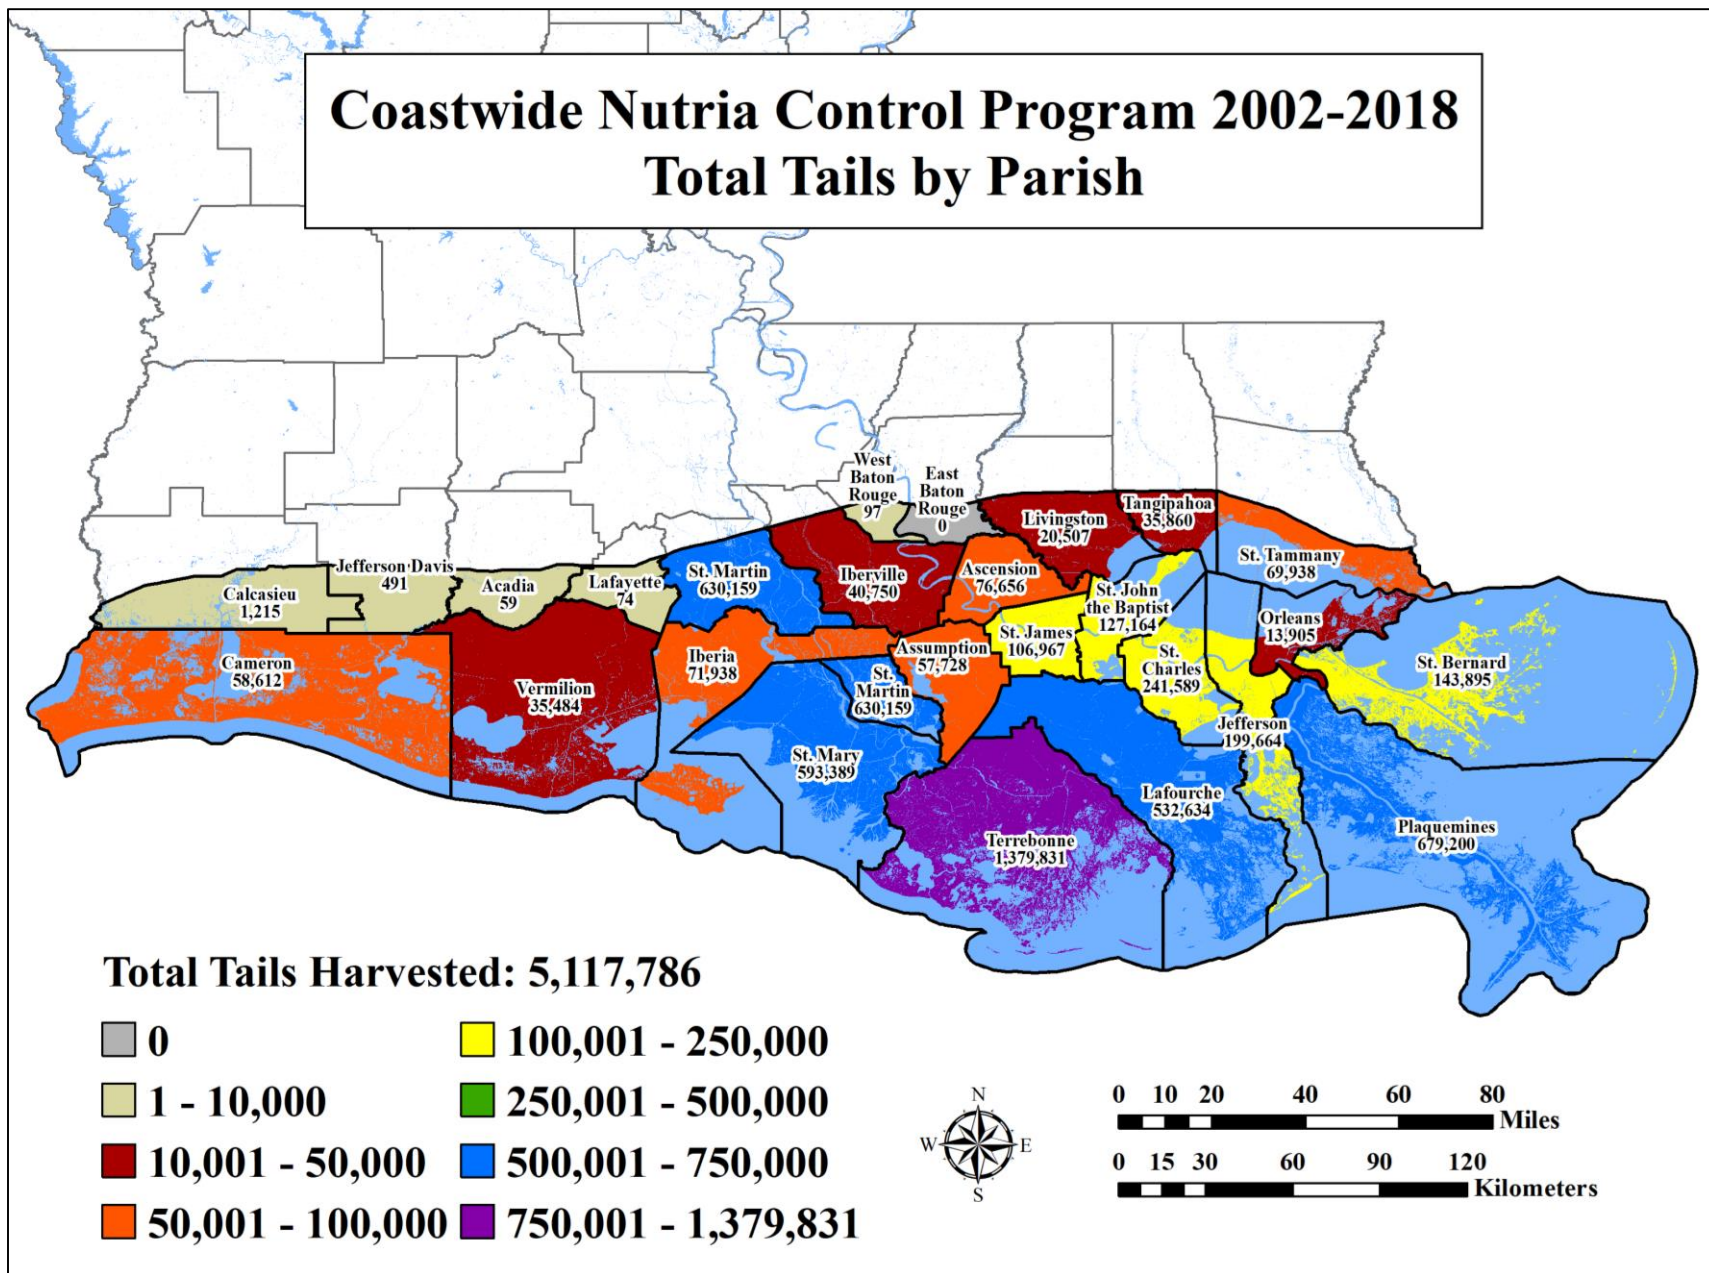 Coastwide Nutria Control Program 2002-2018
Total Tails by Parish
West
Baton
Rouge
97
East
Baton
Rouge
0
Livingston
20,507
Tangipahoa
35,860
St. Tammany
69,938
Jefferson Davis
491
Calcasieu
1,215
Acadia
59
Lafayette
74
St. Martin
630,159
Iberville
40,750
Ascension
76,656
St. John
the Baptist
127,164
Orleans
13,905
St. James
106,967
Assumption
57,728
St.
Charles
241,589
St. Bernard
143,895
Cameron
58,612
Vermilion
35,484
Iberia
71,938
St.
Martin
630,159
Jefferson
199,664
St. Mary
593,389
Lafourche
532,634
Terrebonne
1,379,831
Plaquemines
679,200
Total Tails Harvested: 5,117,786
0
1 - 10,000
10,001 - 50,000
50,001 - 100,000
100,001 - 250,000
250,001 - 500,000
500,001 - 750,000
750,001 - 1,379,831
N
W E
S
0 10 20 40 60 80
Miles
0 15 30 60 90 120
Kilometers